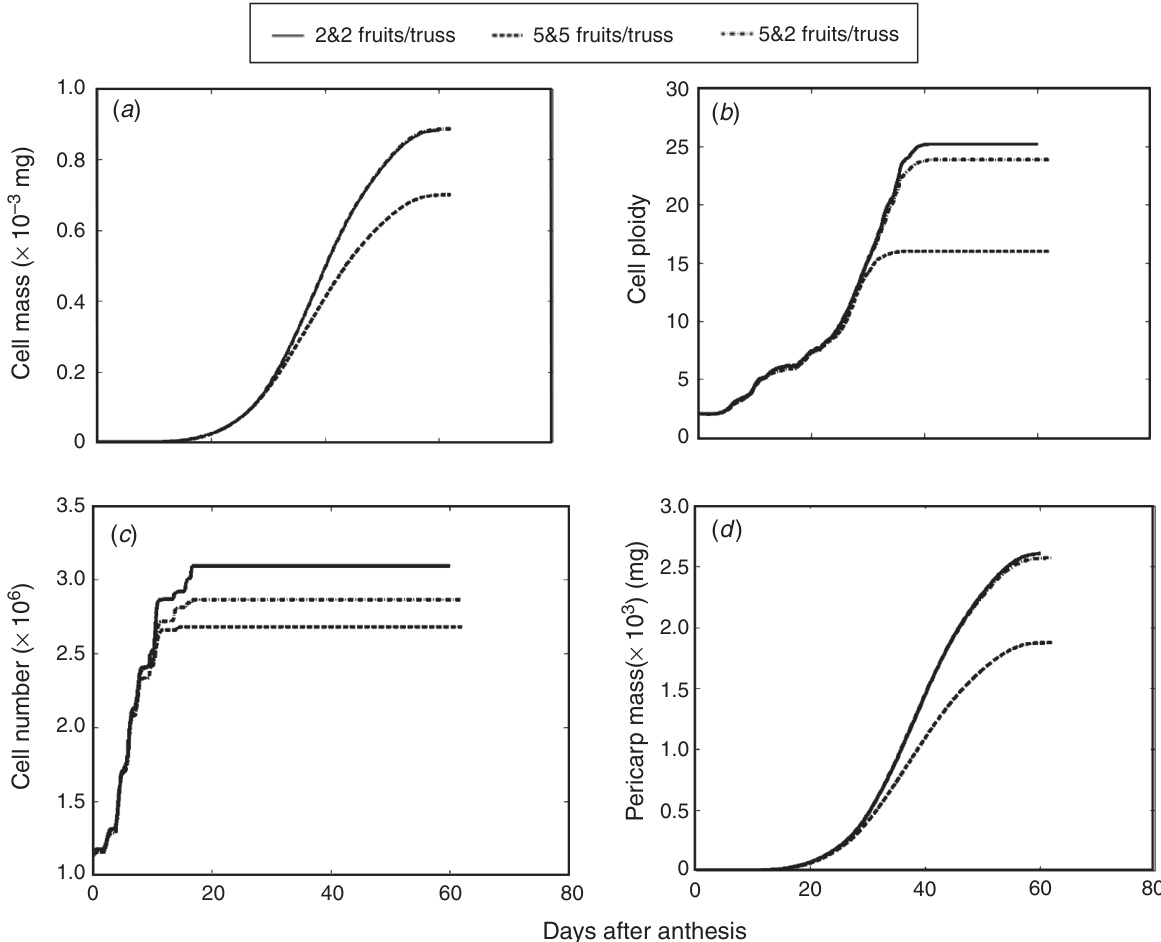 2&2 fruits/truss 5&5 fruits/truss 5&2 fruits/truss
(a)
1.0
0.8
0.6
0.4
0.2
0
Cell mass (× 10–3 mg)
(b)
30
25
20
15
10
5
0
Cell ploidy
(c)
3.5
3.0
2.5
2.0
1.5
1.0
Cell number (× 106)
0 20 40 60 80
(d)
3.0
2.5
2.0
1.5
1.0
0.5
0
Pericarp mass(× 103) (mg)
0 20 40 60 80
Days after anthesis